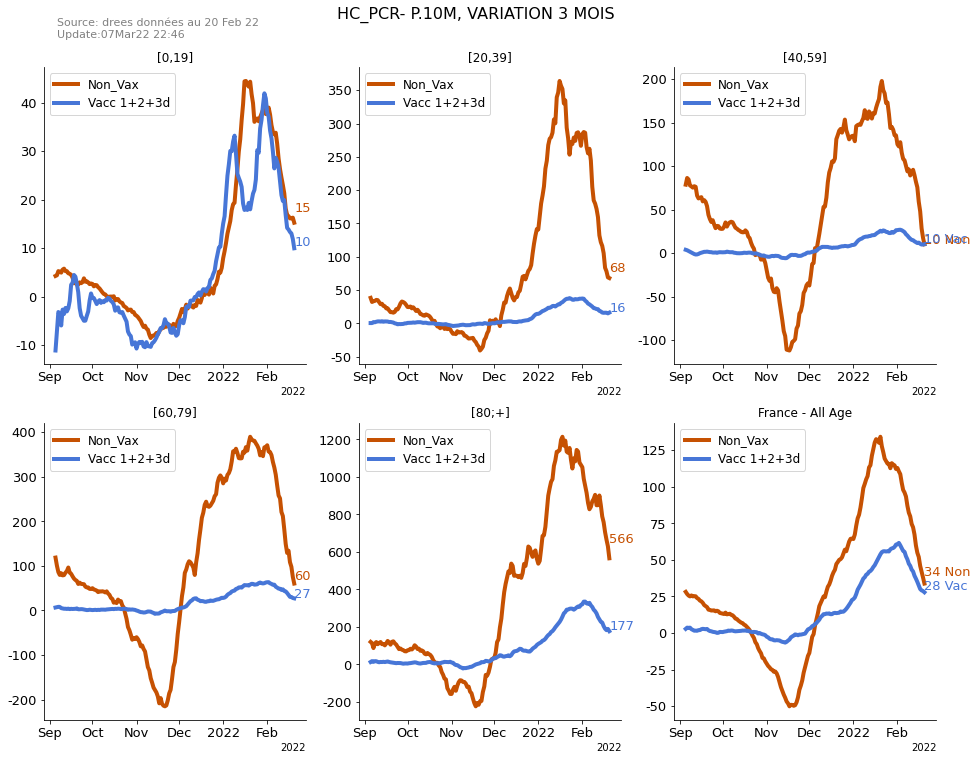 HC_PCR- P.10M, VARIATION 3 MOIS
Source: drees données au 20 Feb 22
Update:07Mar22 22:46
[0,19]
Non_Vax
Vacc 1+2+3d
40
30
20
10
0
-10
15
10
Sep Oct Nov Dec 2022 Feb
2022
[20,39]
Non_Vax
Vacc 1+2+3d
350
300
250
200
150
100
50
0
-50
68
16
Sep Oct Nov Dec 2022 Feb
2022
[40,59]
Non_Vax
Vacc 1+2+3d
200
150
100
50
0
-50
-100
10 Vac
Sep Oct Nov Dec 2022 Feb
2022
[60,79]
Non_Vax
Vacc 1+2+3d
400
300
200
100
0
-100
-200
60
27
Sep Oct Nov Dec 2022 Feb
2022
[80;+]
Non_Vax
Vacc 1+2+3d
1200
1000
800
600
400
200
0
-200
566
177
Sep Oct Nov Dec 2022 Feb
2022
France - All Age
Non_Vax
Vacc 1+2+3d
125
100
75
50
25
0
-25
-50
34 Non
28 Vac
Sep Oct Nov Dec 2022 Feb
2022